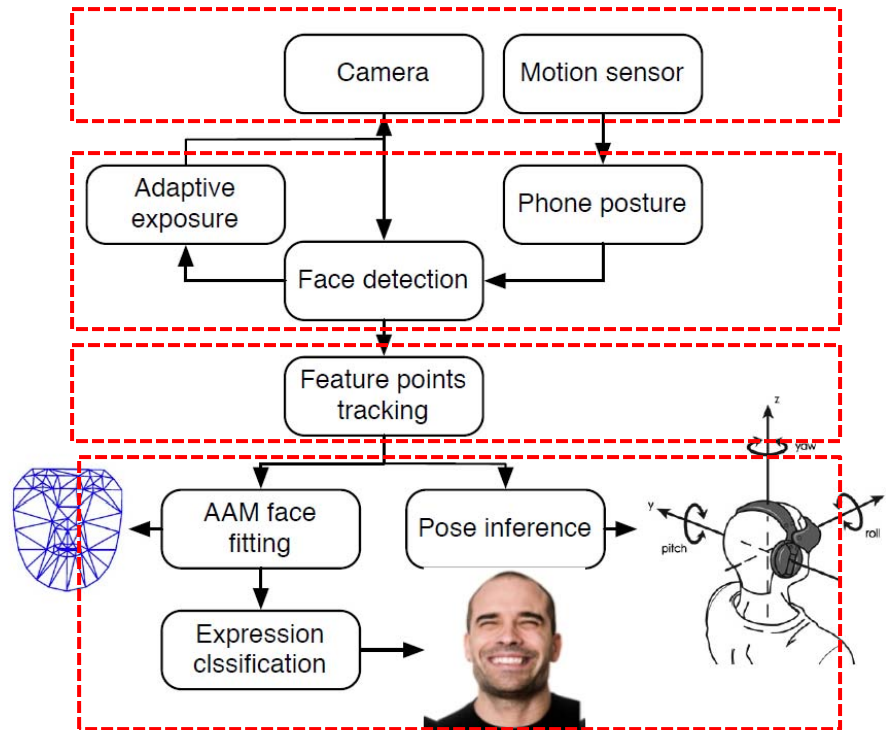 Camera
Motion sensor
Adaptive
exposure
Phone posture
Face detection
Feature points
tracking
z
yaw
AAM face
fitting
Pose inference
y
pitch
roll
Expression
clssification